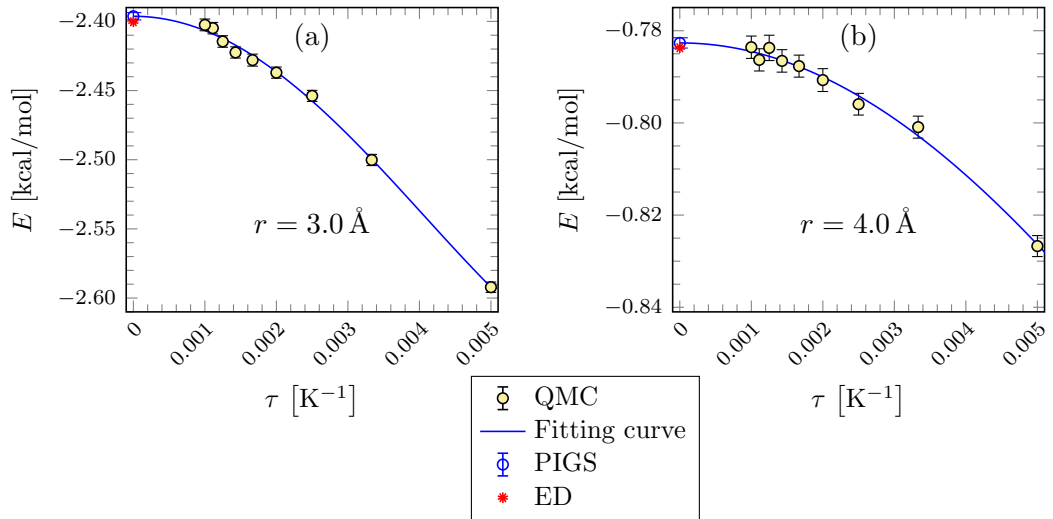 (a)
E [kcal/mol]
−2.40
−2.45
−2.50
−2.55
−2.60
r = 3.0 Å
0
0.001
0.002
0.003
0.004
0.005
τ [K−1]
(b)
E [kcal/mol]
−0.78
−0.80
−0.82
−0.84
r = 4.0 Å
0
0.001
0.002
0.003
0.004
0.005
τ [K−1]
QMC
Fitting curve
PIGS
ED